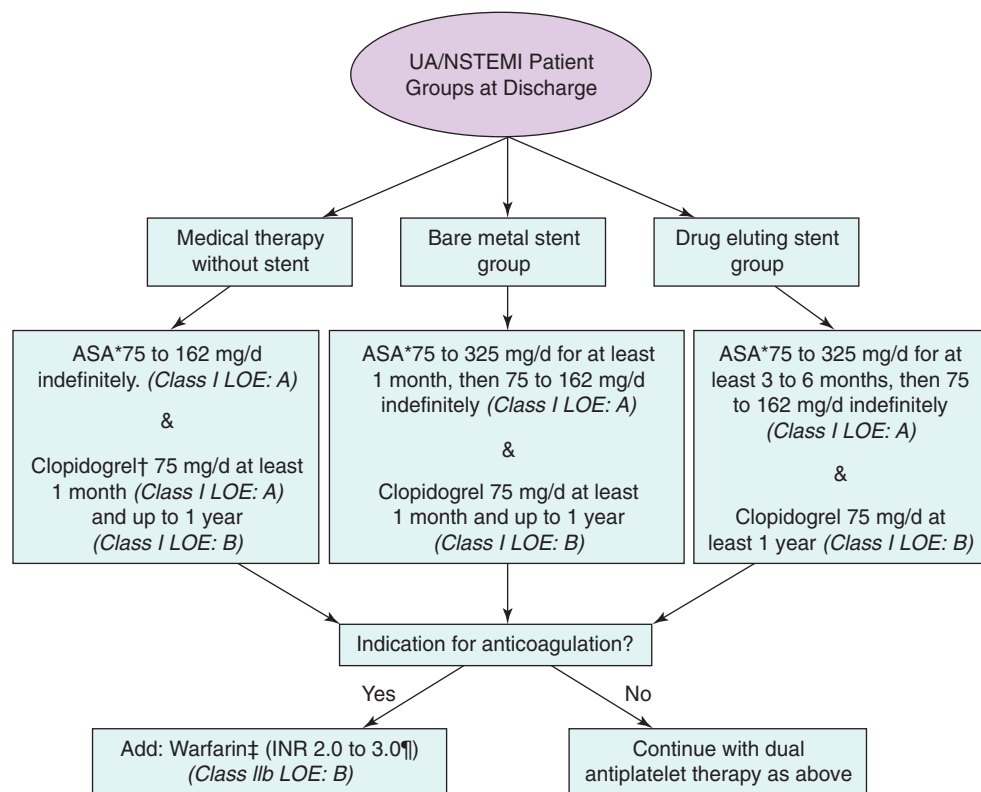 UA/NSTEMI Patient
Groups at Discharge
Medical therapy
without stent
Bare metal stent
group
Drug eluting stent
group
ASA*75 to 162 mg/d
indefinitely. (Class I LOE: A)
&
Clopidogrel† 75 mg/d at least
1 month (Class I LOE: A)
and up to 1 year
(Class I LOE: B)
ASA*75 to 325 mg/d for at least
1 month, then 75 to 162 mg/d
indefinitely (Class I LOE: A)
&
Clopidogrel 75 mg/d at least
1 month and up to 1 year
(Class I LOE: B)
ASA*75 to 325 mg/d for at
least 3 to 6 months, then 75
to 162 mg/d indefinitely
(Class I LOE: A)
&
Clopidogrel 75 mg/d at
least 1 year (Class I LOE: B)
Indication for anticoagulation?
Yes
No
Add: Warfarin‡ (INR 2.0 to 3.0¶)
(Class IIb LOE: B)
Continue with dual
antiplatelet therapy as above